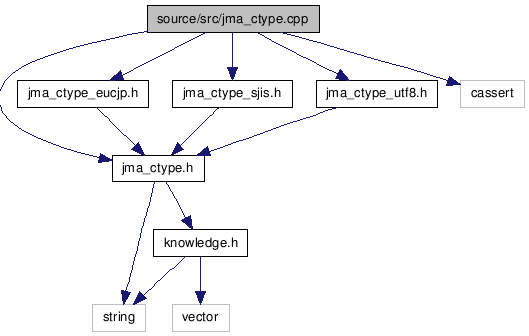 source/src/jma_ctype.cpp
jma_ctype_eucjp.h
jma_ctype_sjis.h
jma_ctype_utf8.h
cassert
jma_ctype.h
knowledge.h
string
vector